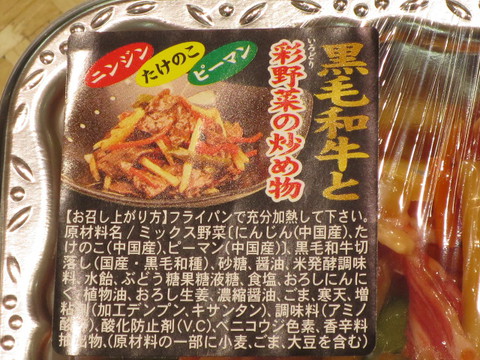 ニンジン
たけのこ
ピーマン
黒毛和牛と
いろどり
彩野菜の炒め物
【お召し上がり方】フライパンで充分加熱して下さい。
原材料名/ミックス野菜〔にんじん(中国産)、た
けのこ(中国産)、ピーマン(中国産)〕、黒毛和牛切
落し(国産・黒毛和種)、砂糖、醤油、米発酵調味
料、水飴、ぶどう糖果糖液糖、食塩、おろしにんに
く、植物油、おろし生姜、濃縮醤油、ごま、寒天、増
粘剤(加工デンプン、キサンタン)、調味料(アミノ
酸等)、酸化防止剤(V.C)、ベニコウジ色素、香辛料
抽出物、(原材料の一部に小麦、ごま、大豆を含む)